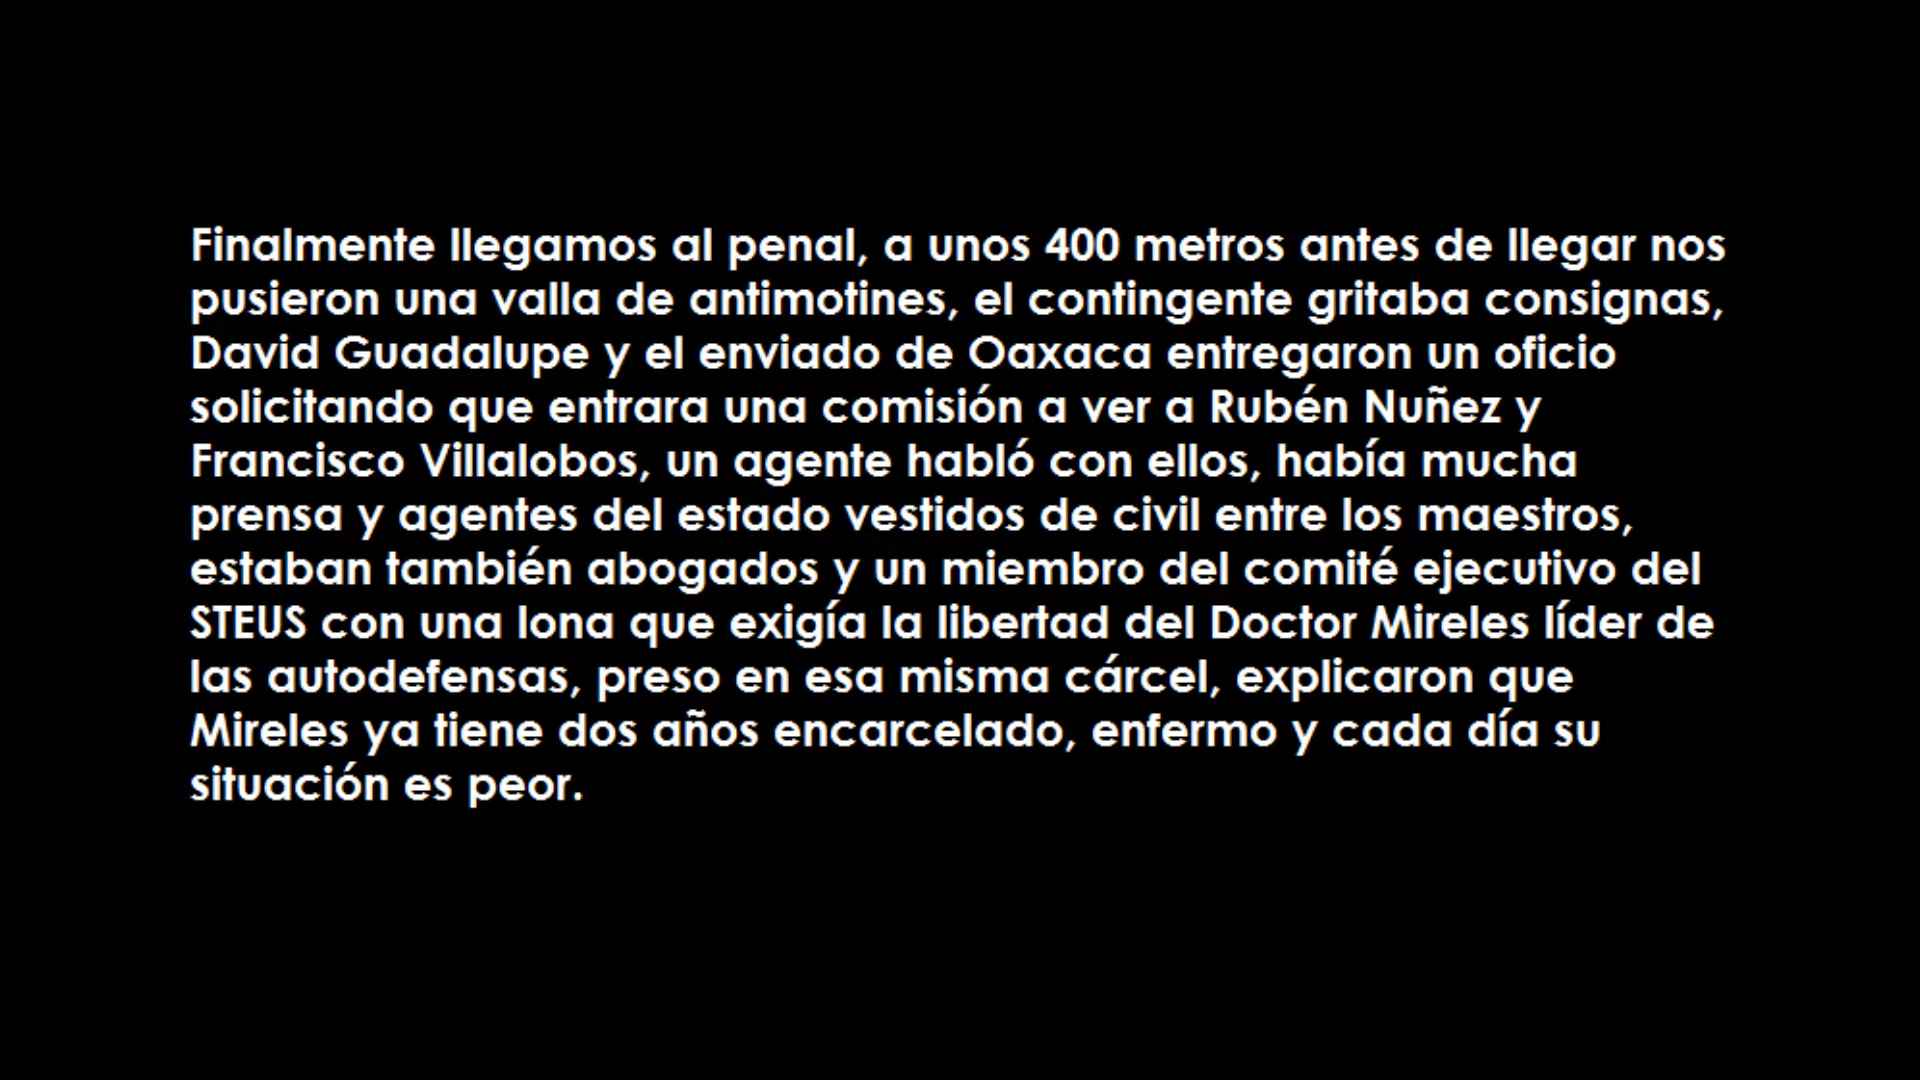 Finalmente llegamos al penal, a unos 400 metros antes de llegar nos
pusieron una valla de antimotines, el contingente gritaba consignas,
David Guadalupe y el enviado de Oaxaca entregaron un oficio
solicitando que entrara una comisión a ver a Rubén Nuñez y
Francisco Villalobos, un agente habló con ellos, había mucha
prensa y agentes del estado vestidos de civil entre los maestros,
estaban también abogados y un miembro del comité ejecutivo del
STEUS con una lona que exigía la libertad del Doctor Mireles líder de
las autodefensas, preso en esa misma cárcel, explicaron que
Mireles ya tiene dos años encarcelado, enfermo y cada día su
situación es peor.